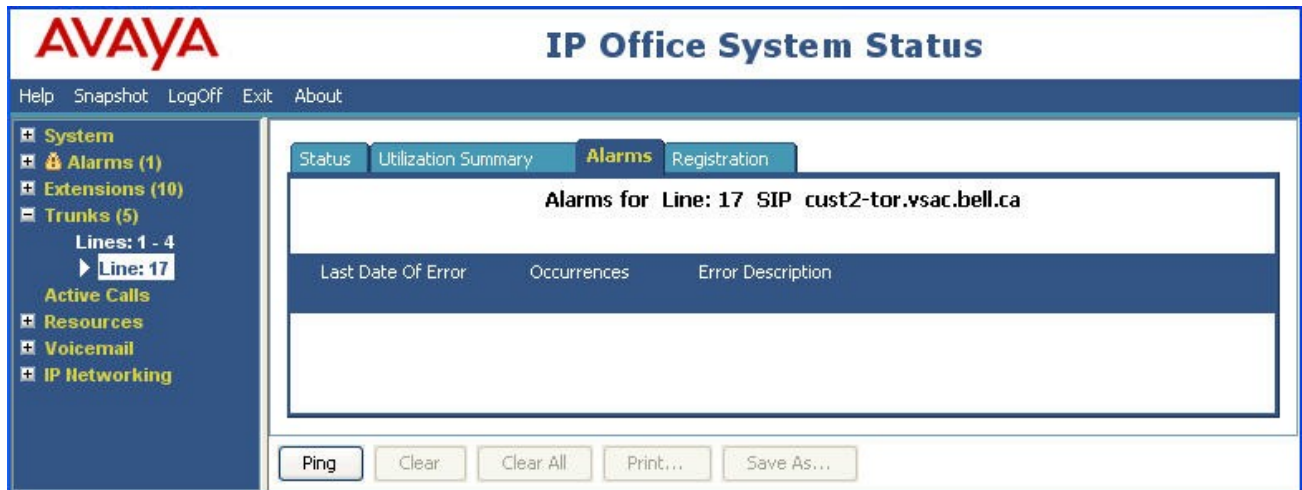 AVAYA
IP Office System Status
Help Snapshot LogOff Exit About
System
Alarms (1)
Extensions (10)
Trunks (5)
Lines: 1 - 4
Line: 17
Active Calls
Resources
Voicemail
IP Networking
Status Utilization Summary Alarms Registration
Alarms for Line: 17 SIP cust2-tor.vsac.bell.ca
Last Date Of Error Occurrences Error Description
Ping Clear Clear All Print... Save As...